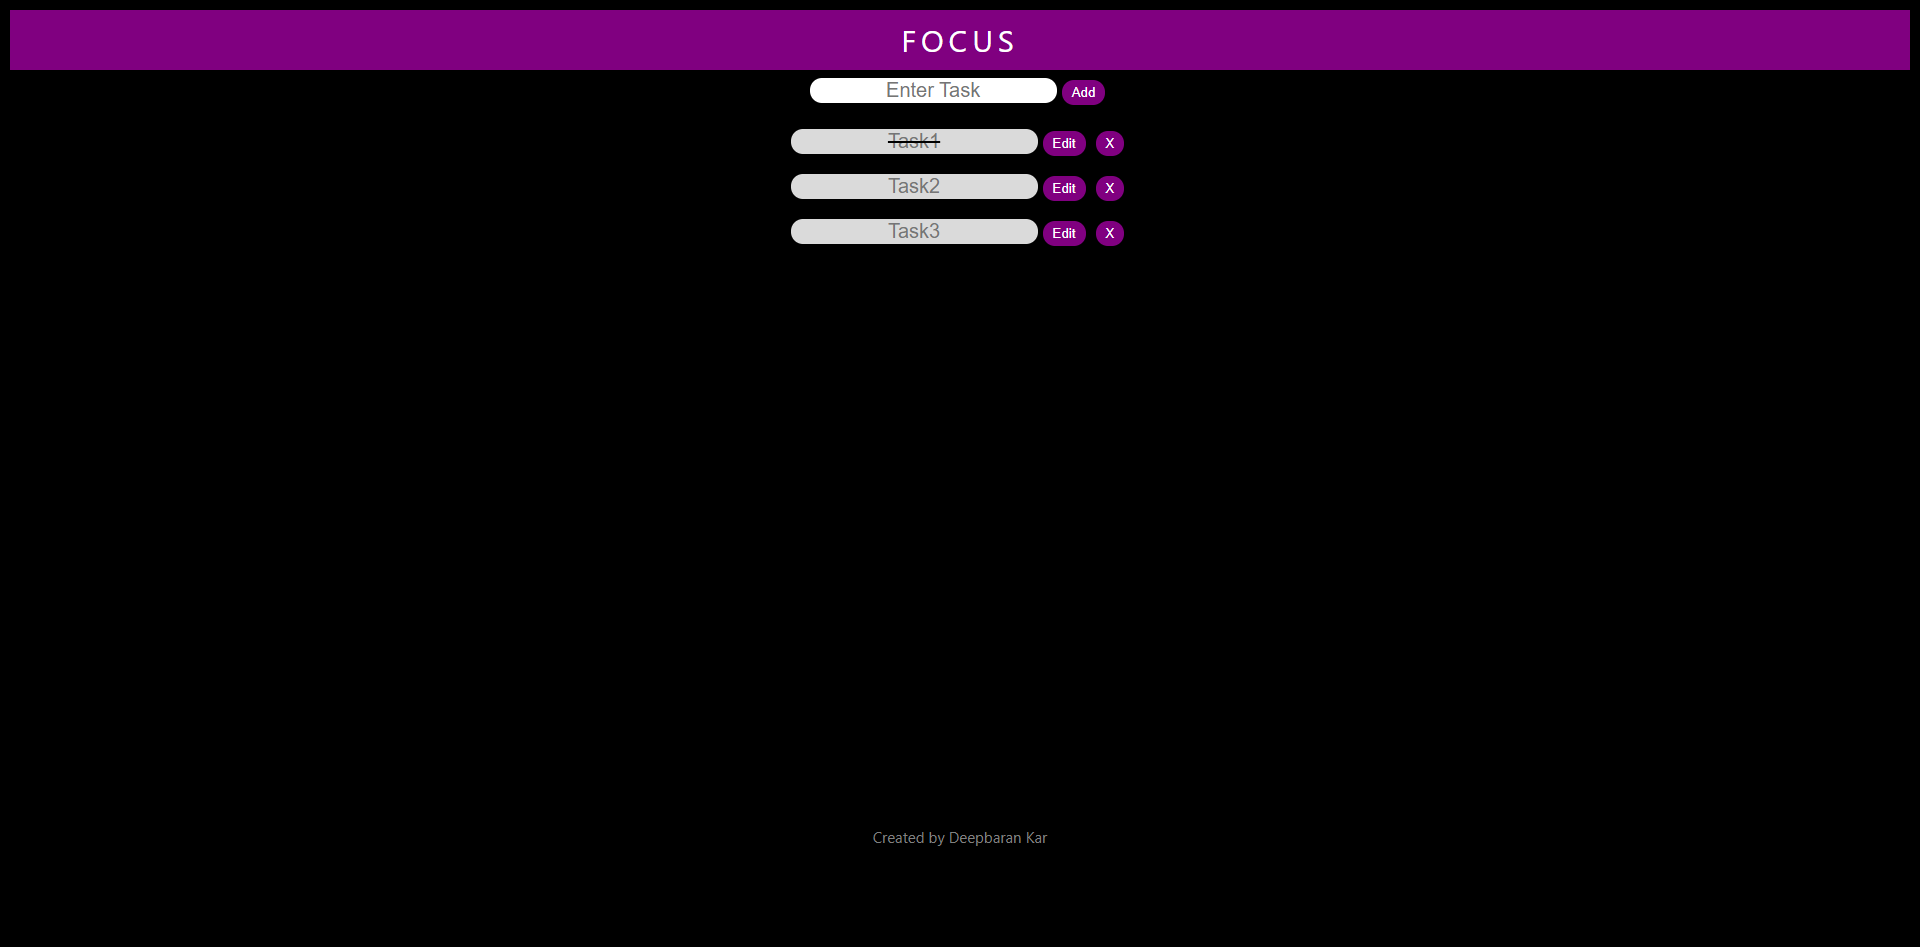 FOCUS
Enter Task Add
Task1 Edit X
Task2 Edit X
Task3 Edit X
Created by Deepbaran Kar